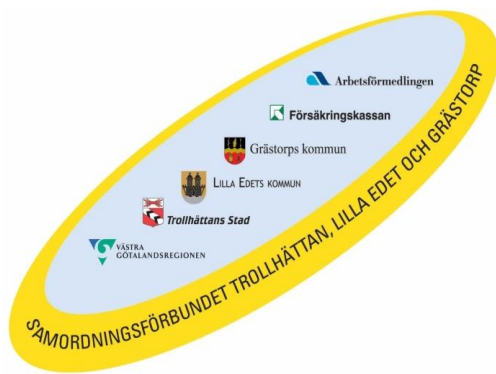 Arbetsförmedlingen
Försäkringskassan
Grästorps kommun
LILLA EDETS KOMMUN
Trollhättans Stad
VÄSTRA
GÖTALANDSREGIONEN
SAMORDNINGSFÖRBUNDET TROLLHÄTTAN, LILLA EDET OCH GRÄSTORP